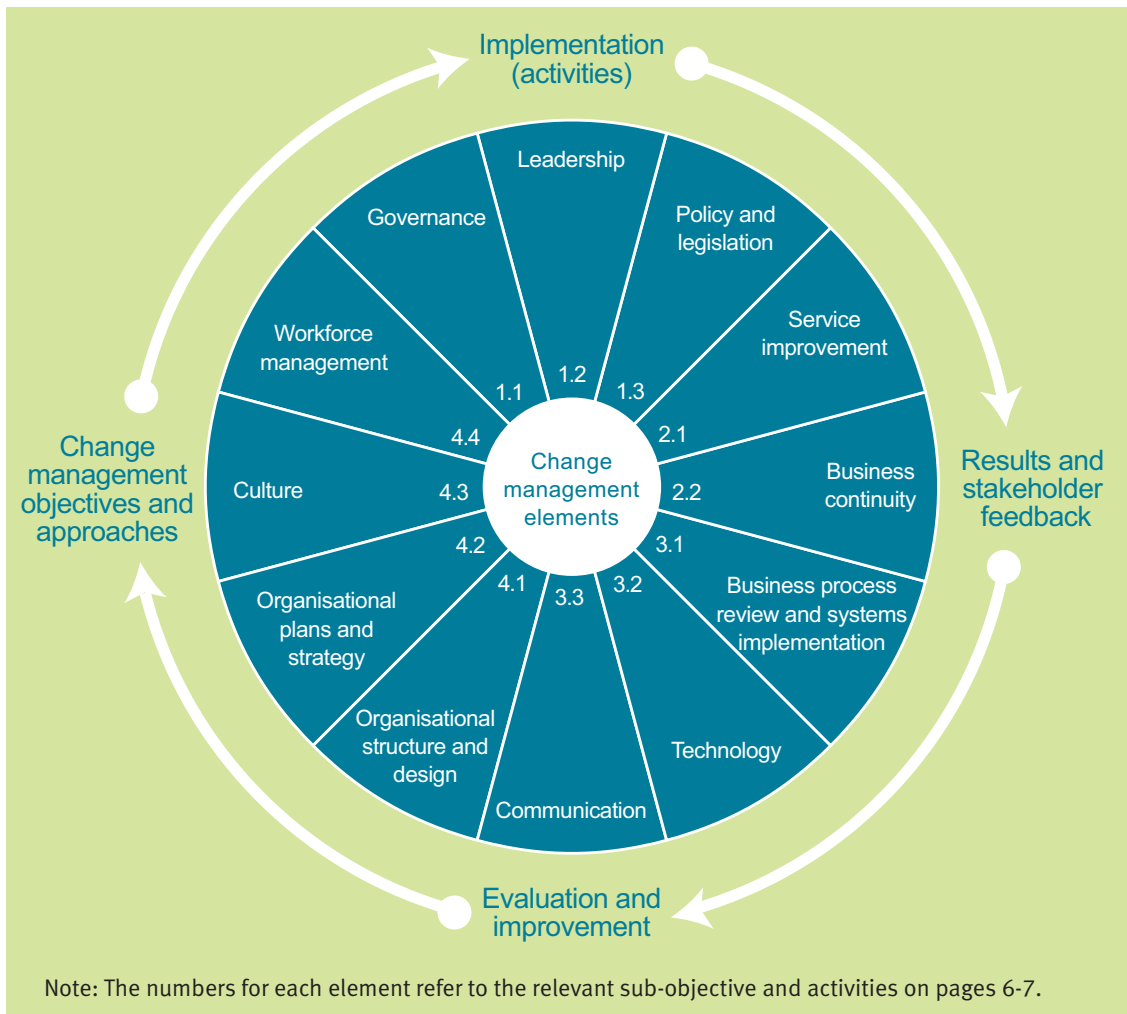 Implementation
(activities)
Leadership
Governance
Policy and
legislation
Workforce
management
Service
improvement
1.1
1.2
1.3
4.4
2.1
Change
management
objectives and
approaches
Culture
4.3
Change
management
elements
2.2
Business
continuity
Results and
stakeholder
feedback
4.2
3.1
4.1
3.3
3.2
Organisational
plans and
strategy
Business process
review and systems
implementation
Organisational
structure and
design
Technology
Communication
Evaluation and
improvement
Note: The numbers for each element refer to the relevant sub-objective and activities on pages 6-7.